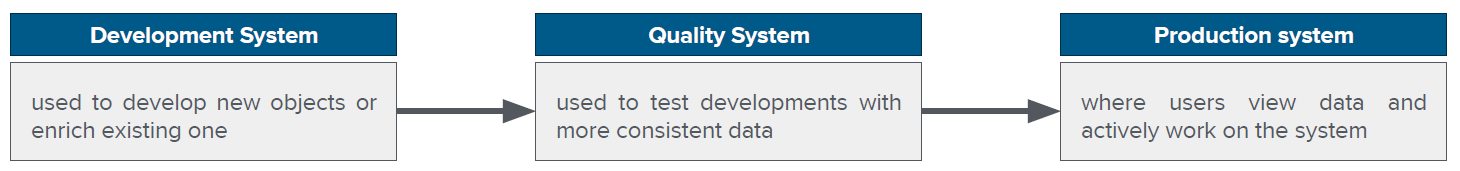 Development System
used to develop new objects or
enrich existing one
Quality System
used to test developments with
more consistent data
Production system
where users view data and
actively work on the system